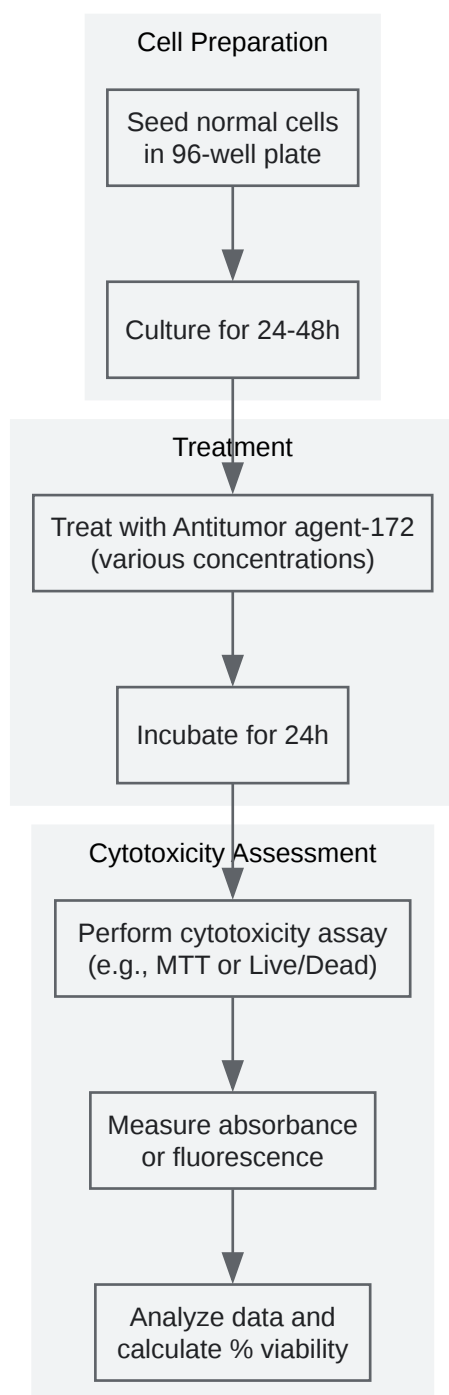 Cell Preparation
Seed normal cells
in 96-well plate
Culture for 24-48h
Treatment
Treat with Antitumor agent-172
(various concentrations)
Incubate for 24h
Cytotoxicity Assessment
Perform cytotoxicity assay
(e.g., MTT or Live/Dead)
Measure absorbance
or fluorescence
Analyze data and
calculate % viability